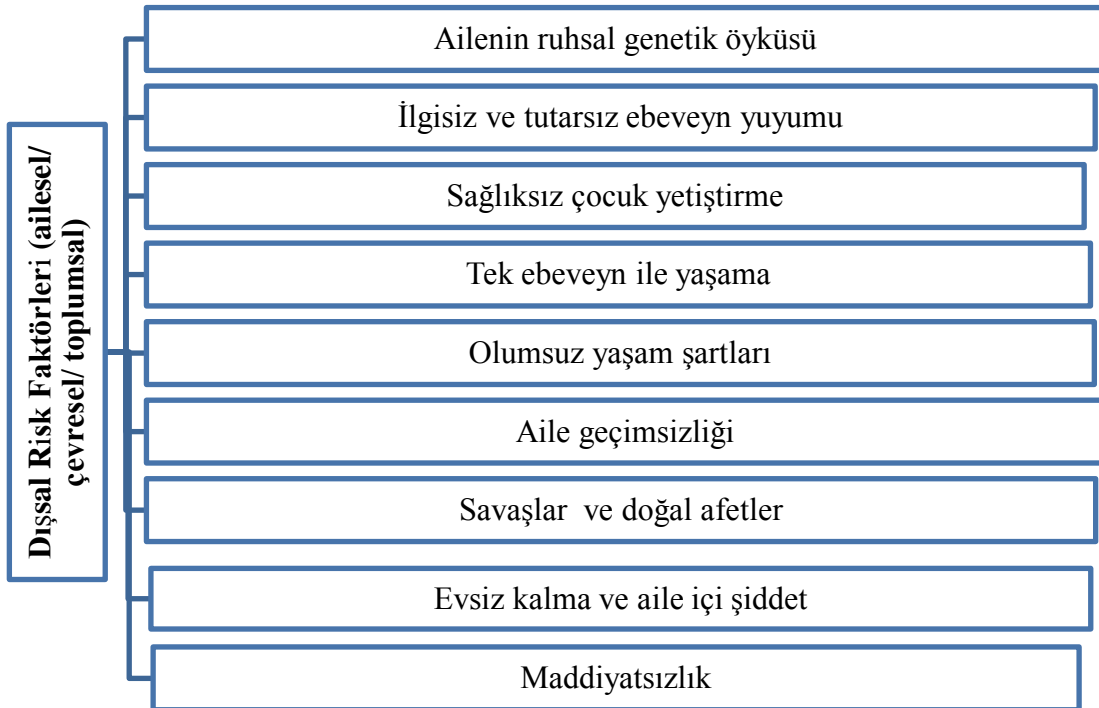 Dışsal Risk Faktörleri (ailesel/
çevresel/ toplumsal)
Ailenin ruhsal genetik öyküsü
İlgisiz ve tutarsız ebeveyn yuyumu
Sağlıksız çocuk yetiştirme
Tek ebeveyn ile yaşama
Olumsuz yaşam şartları
Aile geçimsizliği
Savaşlar ve doğal afetler
Evsiz kalma ve aile içi şiddet
Maddiyatsızlık